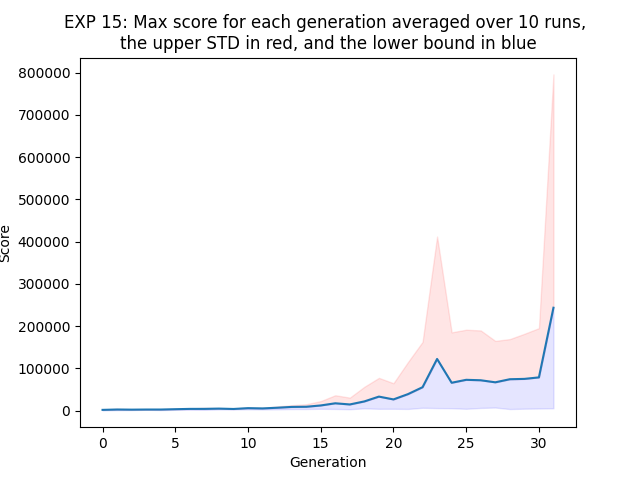 EXP 15: Max score for each generation averaged over 10 runs,
the upper STD in red, and the lower bound in blue
800000
700000
600000
500000
400000
300000
200000
100000
0
Score
0 5 10 15 20 25 30
Generation